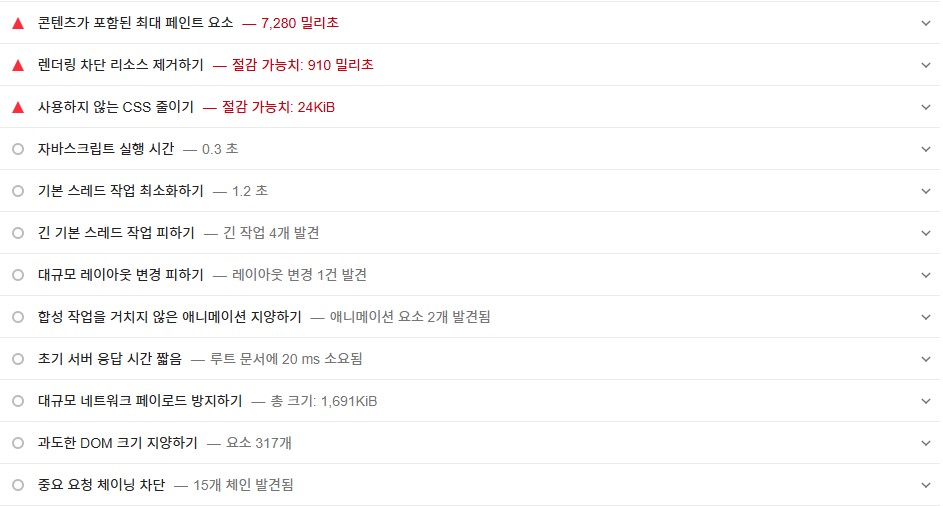 콘텐츠가 포함된 최대 페인트 요소 — 7,280 밀리초
렌더링 차단 리소스 제거하기 — 절감 가능치: 910 밀리초
사용하지 않는 CSS 줄이기 — 절감 가능치: 24KiB
자바스크립트 실행 시간 — 0.3 초
기본 스레드 작업 최소화하기 — 1.2 초
긴 기본 스레드 작업 피하기 — 긴 작업 4개 발견
대규모 레이아웃 변경 피하기 — 레이아웃 변경 1건 발견
합성 작업을 거치지 않은 애니메이션 지양하기 — 애니메이션 요소 2개 발견됨
초기 서버 응답 시간 짧음 — 루트 문서에 20 ms 소요됨
대규모 네트워크 페이로드 방지하기 — 총 크기: 1,691KiB
과도한 DOM 크기 지양하기 — 요소 317개
중요 요청 체이닝 차단 — 15개 체인 발견됨